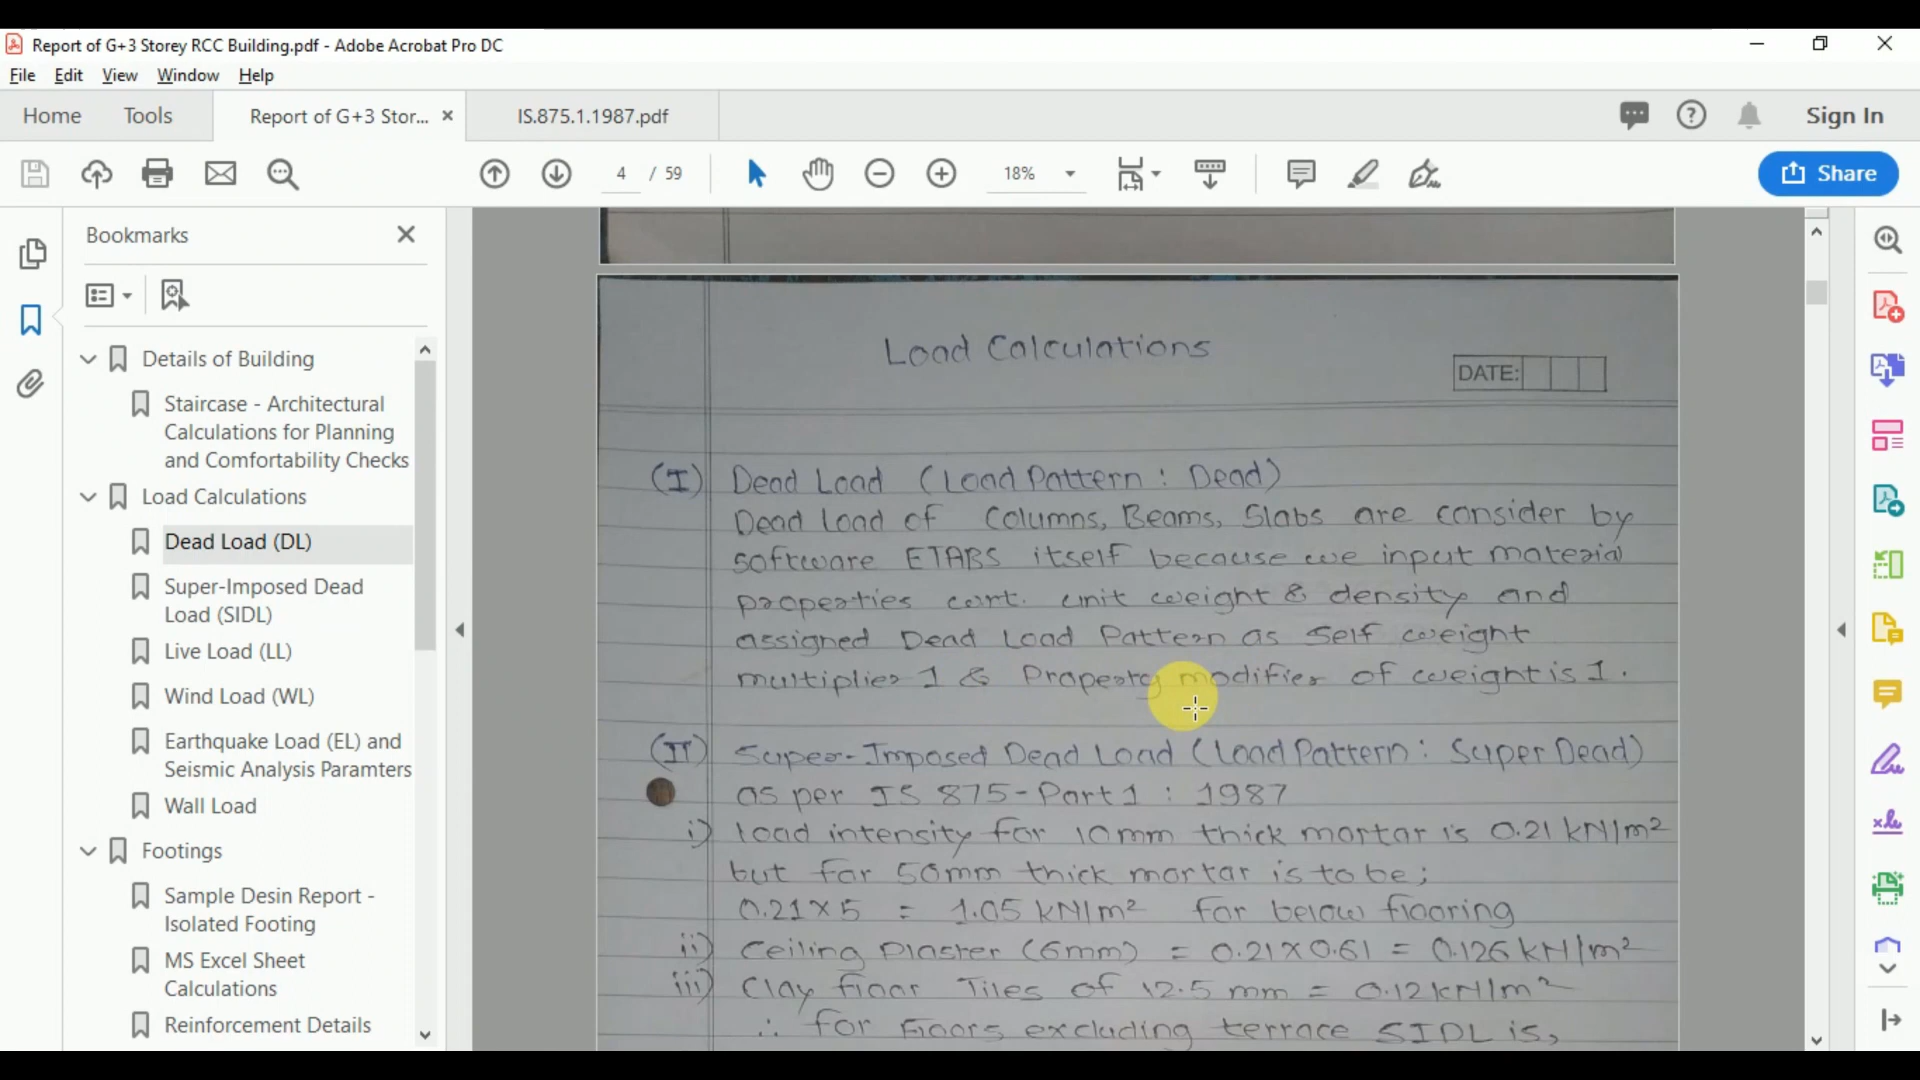 Report of G+3 Storey RCC Building.pdf - Adobe Acrobat Pro DC
File Edit View Window Help
Home Tools Report of G+3 Stor... × IS.875.1.1987.pdf Sign In
4 / 59 18% Share
Bookmarks
Details of Building
Staircase - Architectural
Calculations for Planning
and Comfortability Checks
Load Calculations
Dead Load (DL)
Super-Imposed Dead
Load (SIDL)
Live Load (LL)
Wind Load (WL)
Earthquake Load (EL) and
Seismic Analysis Paramters
Wall Load
Footings
Sample Desin Report -
Isolated Footing
MS Excel Sheet
Calculations
Reinforcement Details
Load Calculations
DATE:
(I) Dead Load (Load Pattern : Dead)
Dead load of Columns, Beams, Slabs are consider by
software ETABS itself because we input material
properties wrt. unit weight & density and
assigned Dead Load Pattern as Self weight
multiplier 1 & Property modifier of weight is 1.
(II) Super-Imposed Dead Load (Load Pattern : Super Dead)
as per IS 875-Part 1 : 1987
i) load intensity for 10mm thick mortar is 0.21 kN/m²
but for 50mm thick mortar is to be;
0.21×5 = 1.05 kN/m² For below flooring
ii) Ceiling Plaster (6mm) = 0.21×0.61 = 0.126 kN/m²
iii) Clay floor Tiles of 12.5 mm = 0.12 kN/m²
∴ for Floors excluding terrace SIDL is,